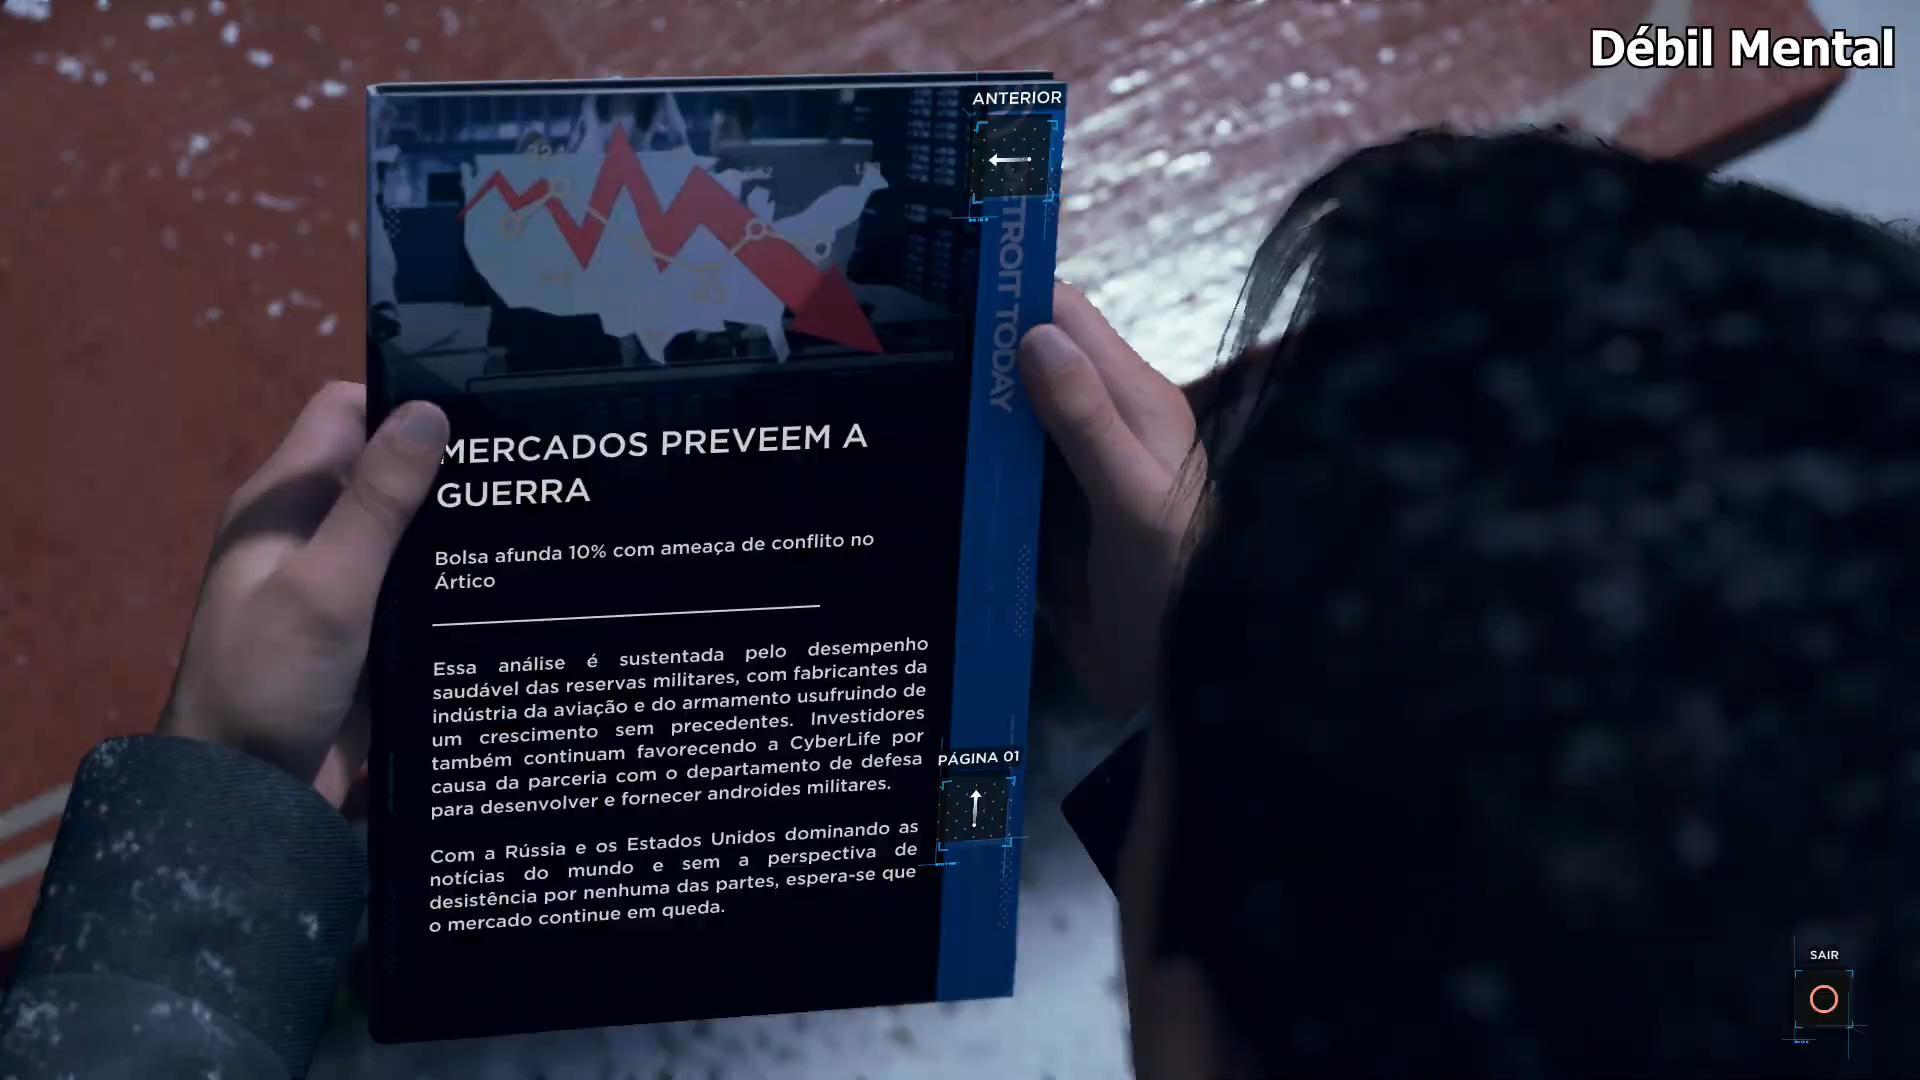 Débil Mental
ANTERIOR
TROIT TODAY
MERCADOS PREVEEM A
GUERRA
Bolsa afunda 10% com ameaça de conflito no
Ártico
Essa análise é sustentada pelo desempenho
saudável das reservas militares, com fabricantes da
indústria da aviação e do armamento usufruindo de
um crescimento sem precedentes. Investidores
também continuam favorecendo a CyberLife por
causa da parceria com o departamento de defesa
para desenvolver e fornecer androides militares.
Com a Rússia e os Estados Unidos dominando as
notícias do mundo e sem a perspectiva de
desistência por nenhuma das partes, espera-se que
o mercado continue em queda.
PÁGINA 01
SAIR